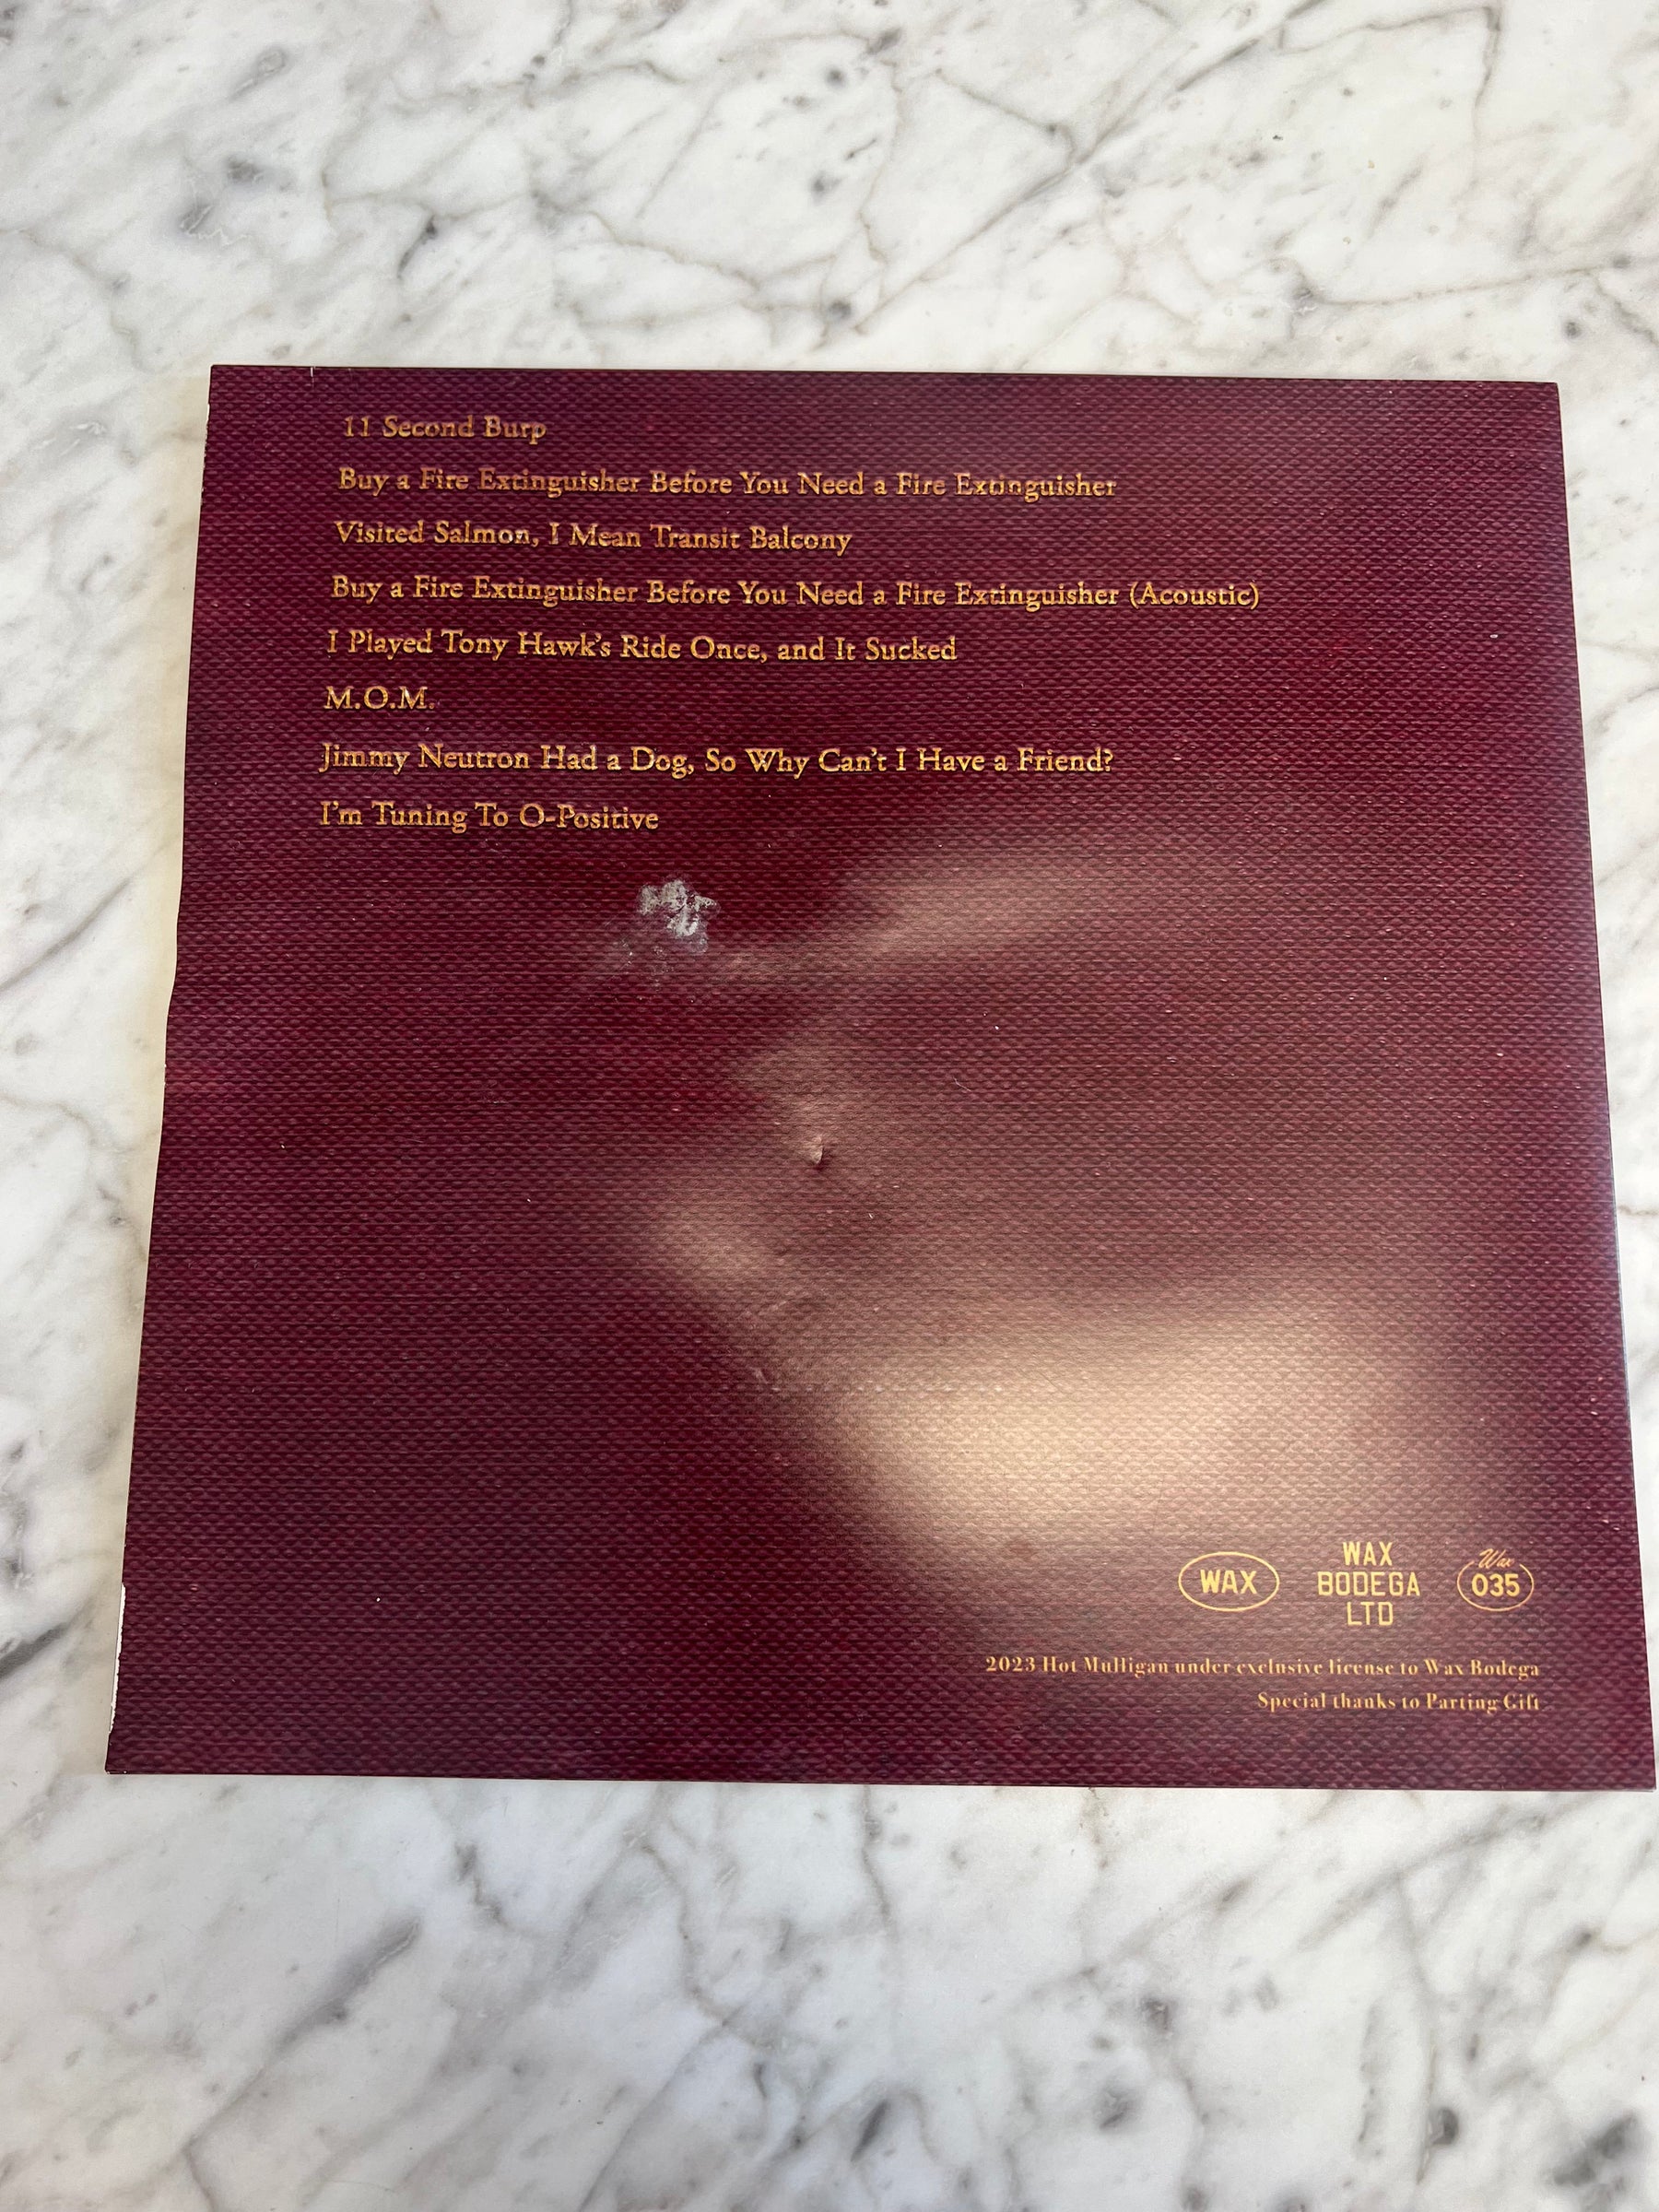 11 Second Burp
Buy a Fire Extinguisher Before You Need a Fire Extinguisher
Visited Salmon, I Mean Transit Balcony
Buy a Fire Extinguisher Before You Need a Fire Extinguisher (Acoustic)
I Played Tony Hawk's Ride Once, and It Sucked
M.O.M.
Jimmy Neutron Had a Dog, So Why Can't I Have a Friend?
I'm Tuning To O-Positive
WAX
WAX
BODEGA
LTD
Wax
035
2023 Hot Mulligan under exclusive license to Wax Bodega
Special thanks to Parting Gift